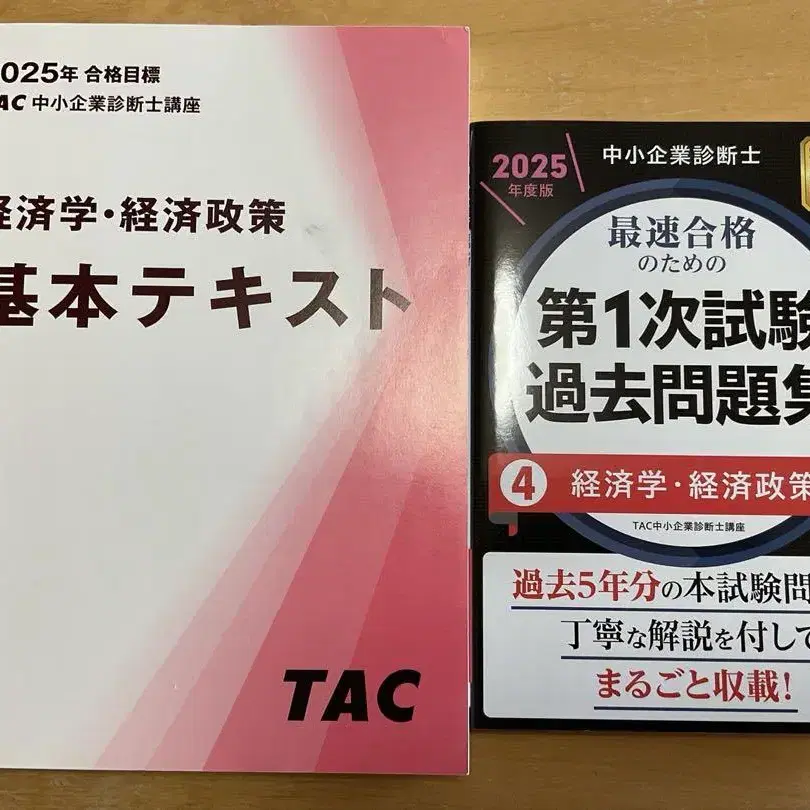 2025年 合格目標
TAC 中小企業診断士講座
経済学・経済政策
基本テキスト
TAC
2025
年度版
中小企業診断士
最速合格
のための
第1次試験
過去問題集
4 経済学・経済政策
TAC中小企業診断士講座
過去5年分の本試験問
丁寧な解説を付して
まるごと収載!